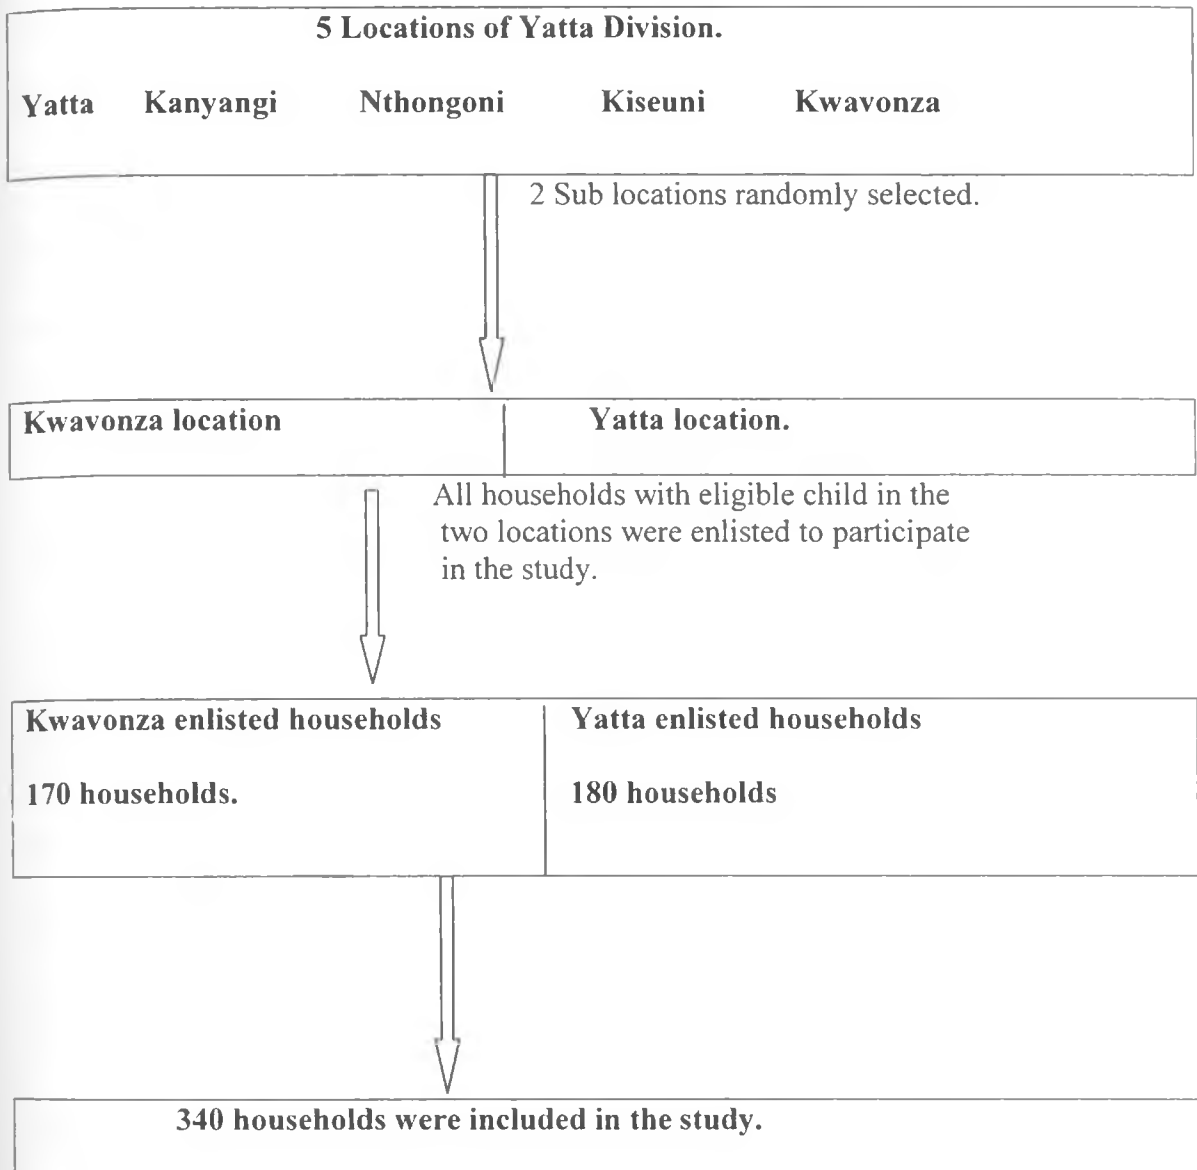 5 Locations of Yatta Division.
Yatta Kanyangi Nthongoni Kiseuni Kwavonza
2 Sub locations randomly selected.
Kwavonza location Yatta location.
All households with eligible child in the
two locations were enlisted to participate
in the study.
Kwavonza enlisted households Yatta enlisted households
170 households. 180 households
340 households were included in the study.